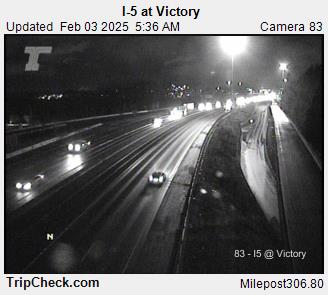 I-5 at Victory
Updated Feb 03 2025 5:36 AM Camera 83
T
N
83 - I5 @ Victory
TripCheck.com Milepost306.80